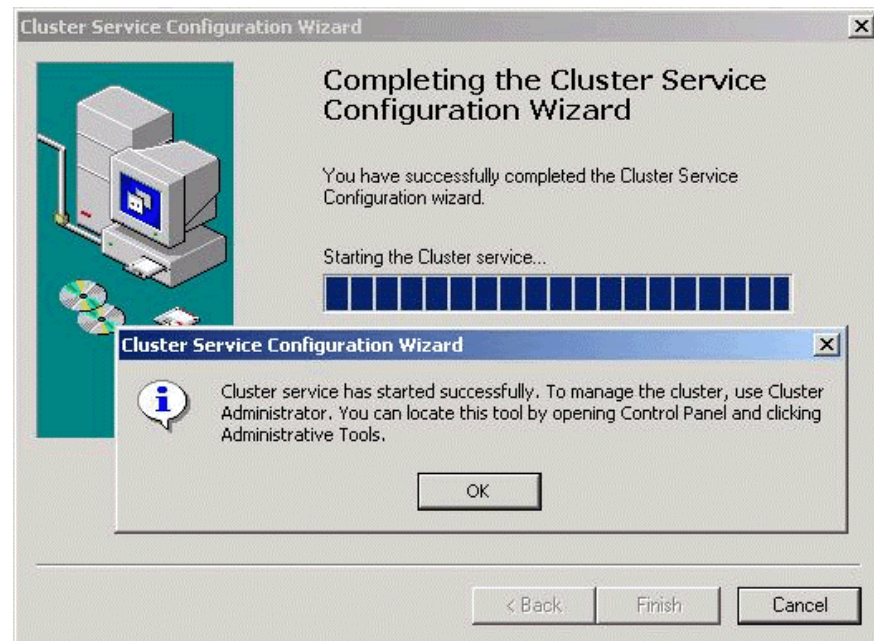 Cluster Service Configuration Wizard
Completing the Cluster Service
Configuration Wizard
You have successfully completed the Cluster Service
Configuration wizard.
Starting the Cluster service...
Cluster Service Configuration Wizard
Cluster service has started successfully. To manage the cluster, use Cluster
Administrator. You can locate this tool by opening Control Panel and clicking
Administrative Tools.
OK
< Back
Finish
Cancel